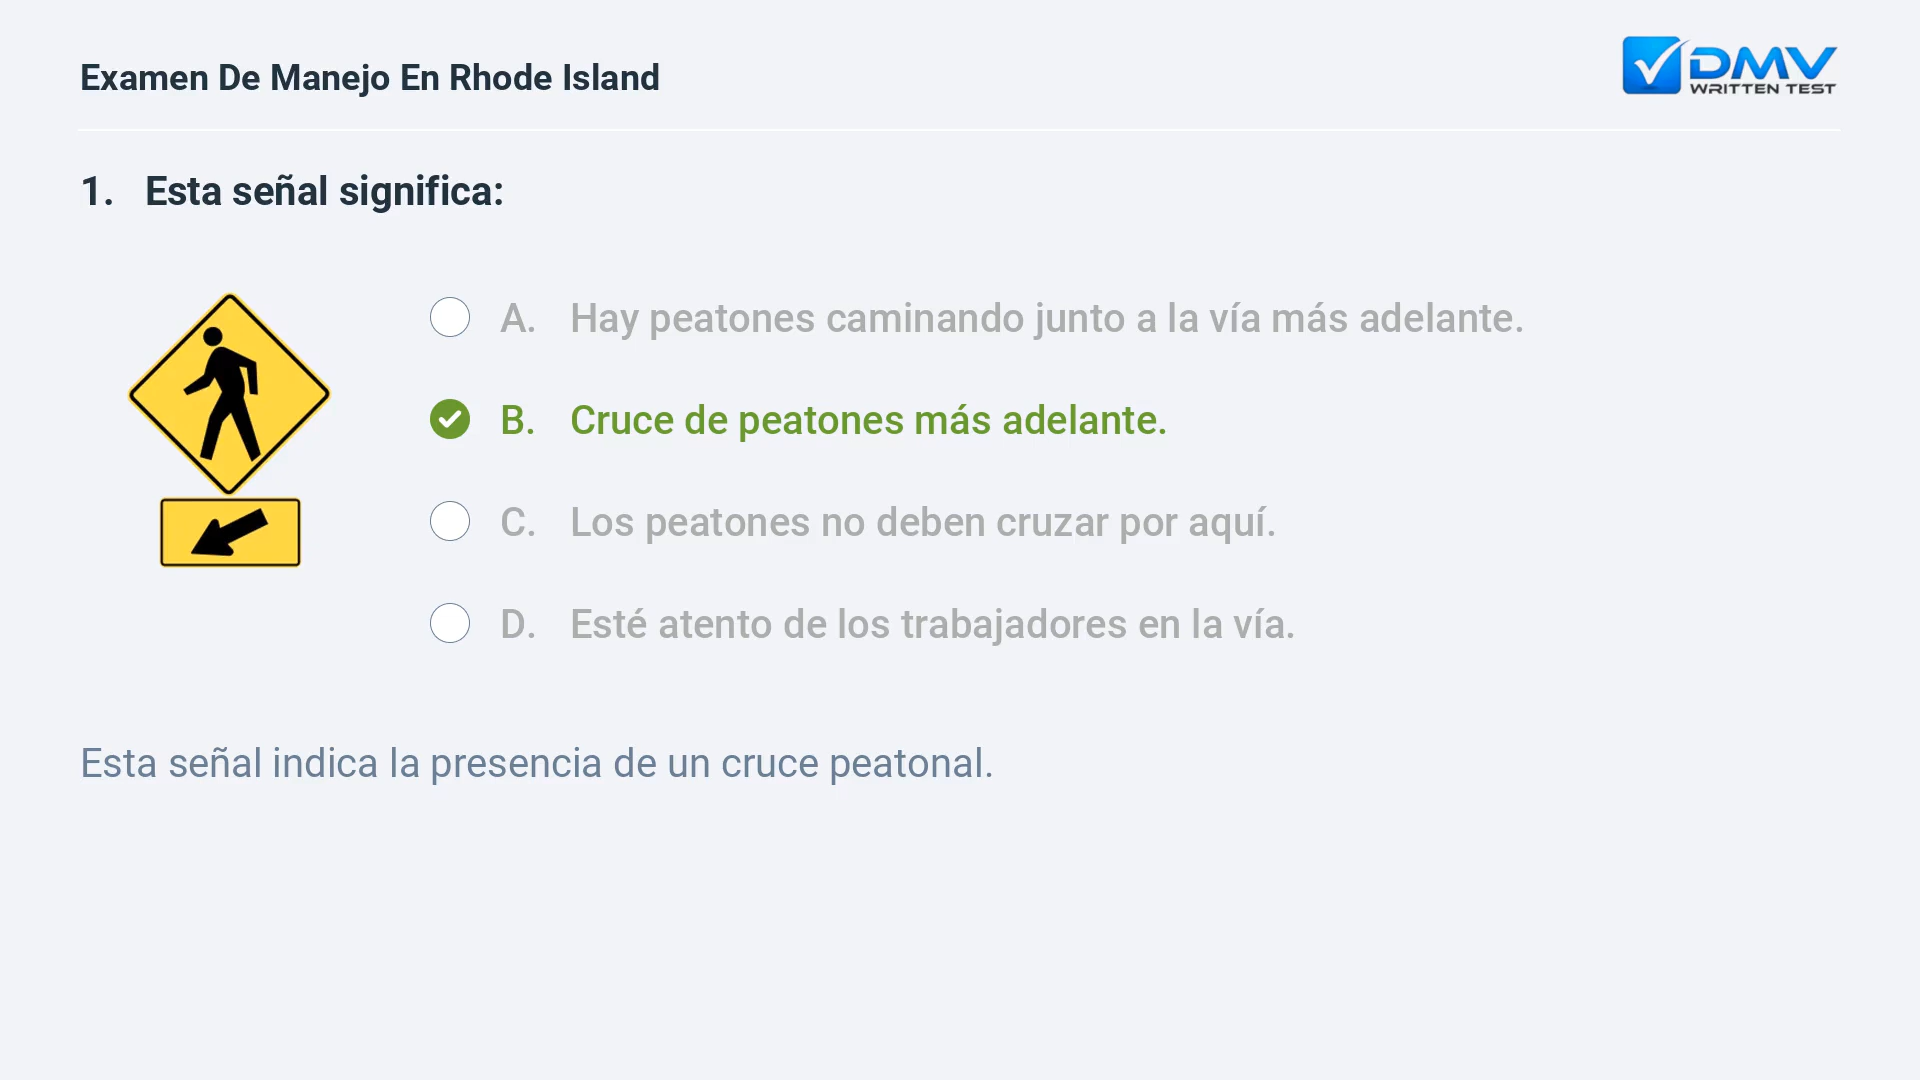 Examen De Manejo En Rhode Island
DMV
WRITTEN TEST
1. Esta señal significa:
A. Hay peatones caminando junto a la vía más adelante.
B. Cruce de peatones más adelante.
C. Los peatones no deben cruzar por aquí.
D. Esté atento de los trabajadores en la vía.
Esta señal indica la presencia de un cruce peatonal.